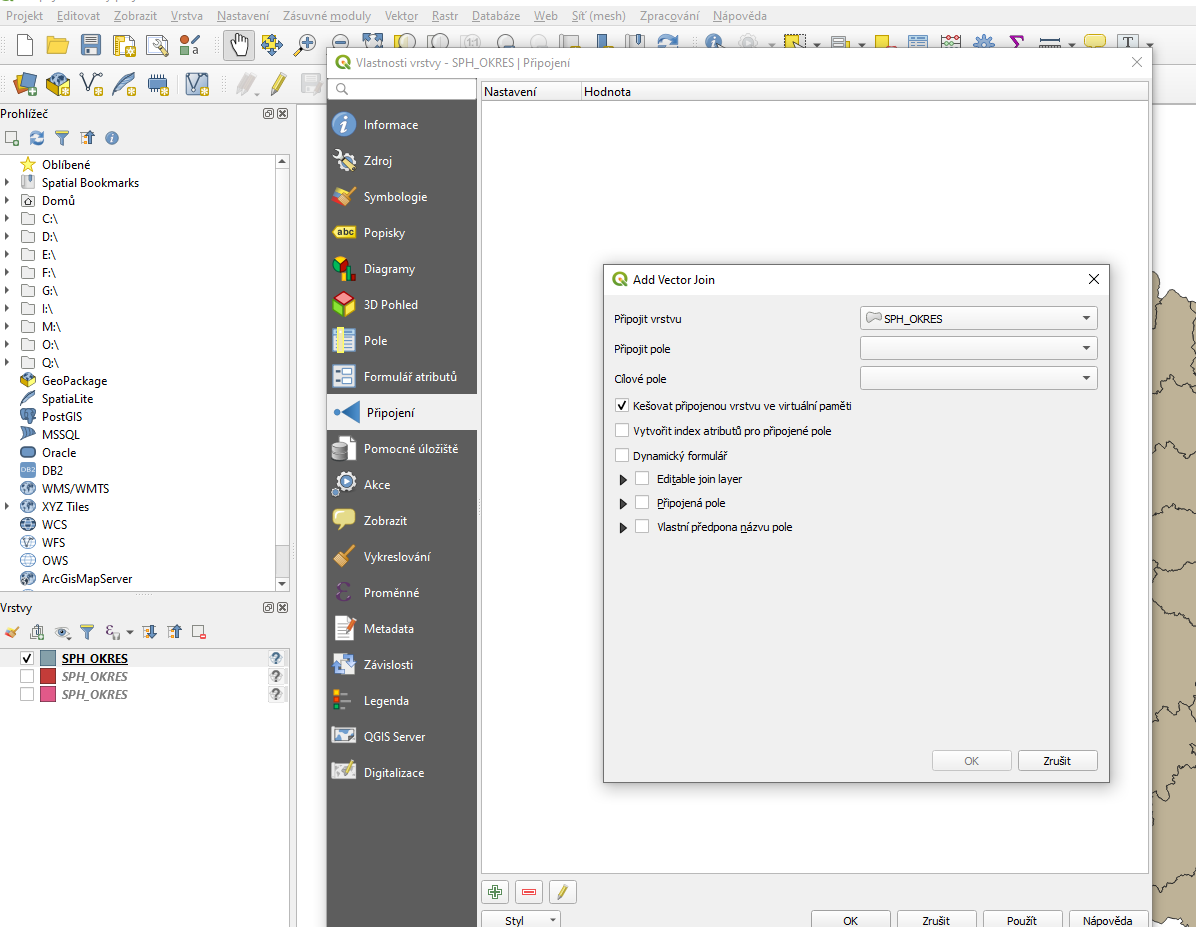 Projekt Editovat Zobrazit Vrstva Nastavení Zásuvné moduly Vektor Rastr Databáze Web Síť (mesh) Zpracování Nápověda
Prohlížeč
Oblíbené
Spatial Bookmarks
Domů
C:\
D:\
E:\
F:\
G:\
I:\
M:\
O:\
Q:\
GeoPackage
SpatiaLite
PostGIS
MSSQL
Oracle
DB2
WMS/WMTS
XYZ Tiles
WCS
WFS
OWS
ArcGisMapServer
Vrstvy
SPH_OKRES
SPH_OKRES
SPH_OKRES
Vlastnosti vrstvy - SPH_OKRES | Připojení
Informace
Zdroj
Symbologie
abc Popisky
Diagramy
3D Pohled
Pole
Formulář atributů
Připojení
Pomocné úložiště
Akce
Zobrazit
Vykreslování
Proměnné
Metadata
Závislosti
Legenda
QGIS Server
Digitalizace
Nastavení Hodnota
Add Vector Join
Připojit vrstvu SPH_OKRES
Připojit pole
Cílové pole
Kešovat připojenou vrstvu ve virtuální paměti
Vytvořit index atributů pro připojené pole
Dynamický formulář
Editable join layer
Připojená pole
Vlastní předpona názvu pole
OK Zrušit
Styl OK Zrušit Použít Nápověda